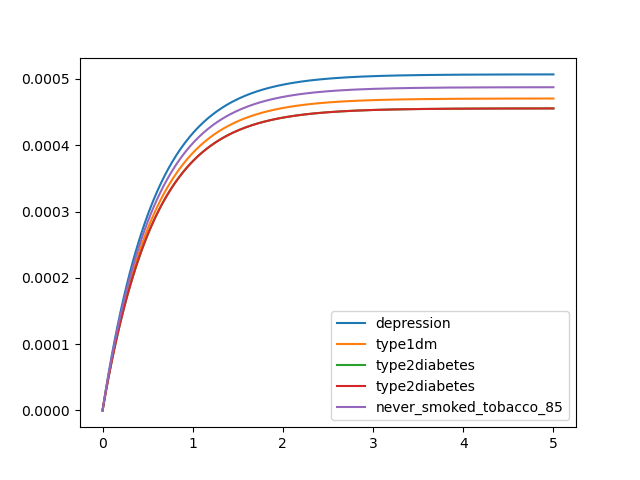 0.0005
0.0004
0.0003
0.0002
0.0001
0.0000
depression
type1dm
type2diabetes
type2diabetes
never_smoked_tobacco_85
0 1 2 3 4 5